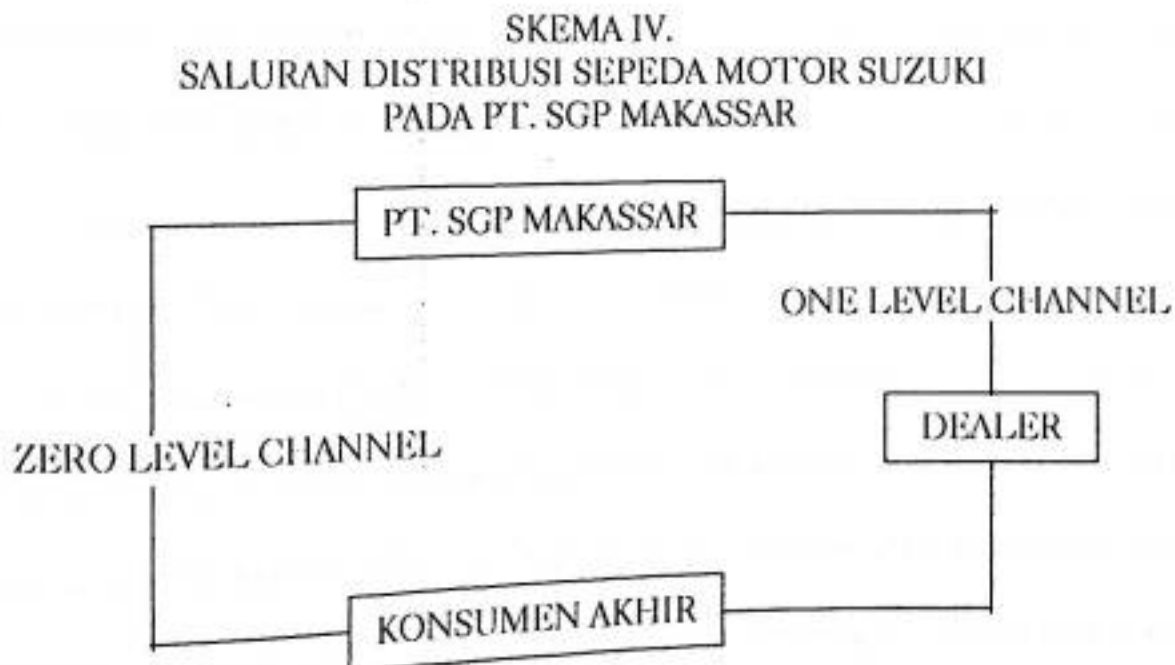 SKEMA IV.
SALURAN DISTRIBUSI SEPEDA MOTOR SUZUKI
PADA PT. SGP MAKASSAR
PT. SGP MAKASSAR
ONE LEVEL CHANNEL
DEALER
ZERO LEVEL CHANNEL
KONSUMEN AKHIR